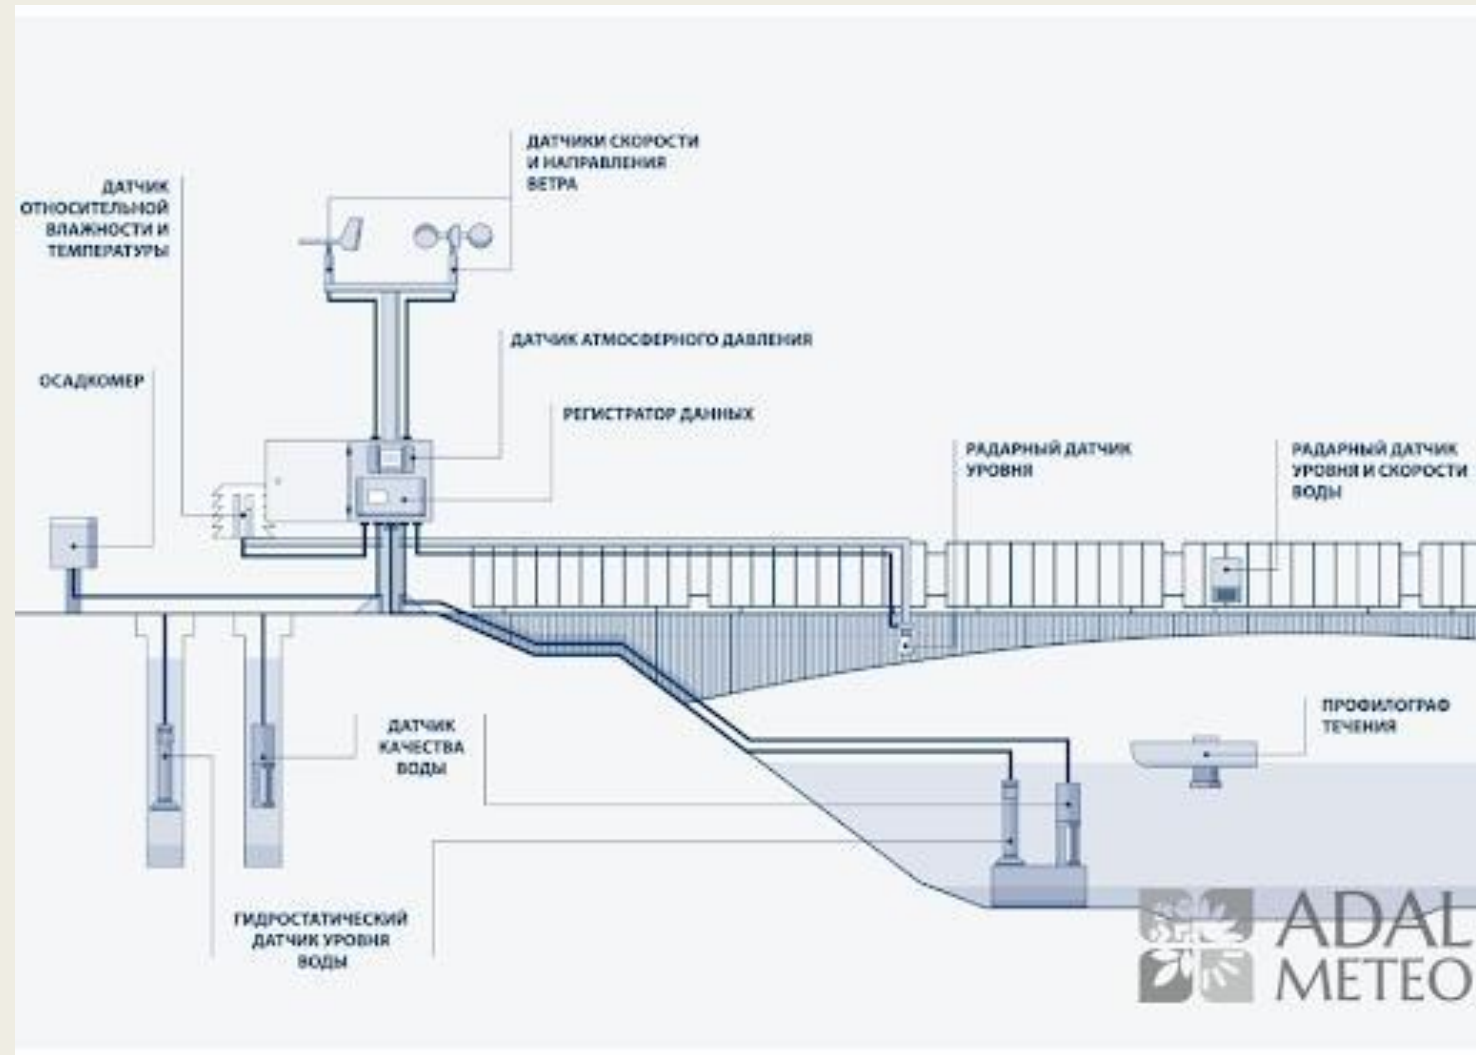 ДАТЧИКИ СКОРОСТИ
И НАПРАВЛЕНИЯ
ВЕТРА
ДАТЧИК
ОТНОСИТЕЛЬНОЙ
ВЛАЖНОСТИ И
ТЕМПЕРАТУРЫ
ДАТЧИК АТМОСФЕРНОГО ДАВЛЕНИЯ
ОСАДКОМЕР
РЕГИСТРАТОР ДАННЫХ
РАДАРНЫЙ ДАТЧИК
УРОВНЯ
РАДАРНЫЙ ДАТЧИК
УРОВНЯ И СКОРОСТИ
ВОДЫ
ПРОФИЛОГРАФ
ТЕЧЕНИЯ
ДАТЧИК
КАЧЕСТВА
ВОДЫ
ГИДРОСТАТИЧЕСКИЙ
ДАТЧИК УРОВНЯ
ВОДЫ
ADAL
METEO